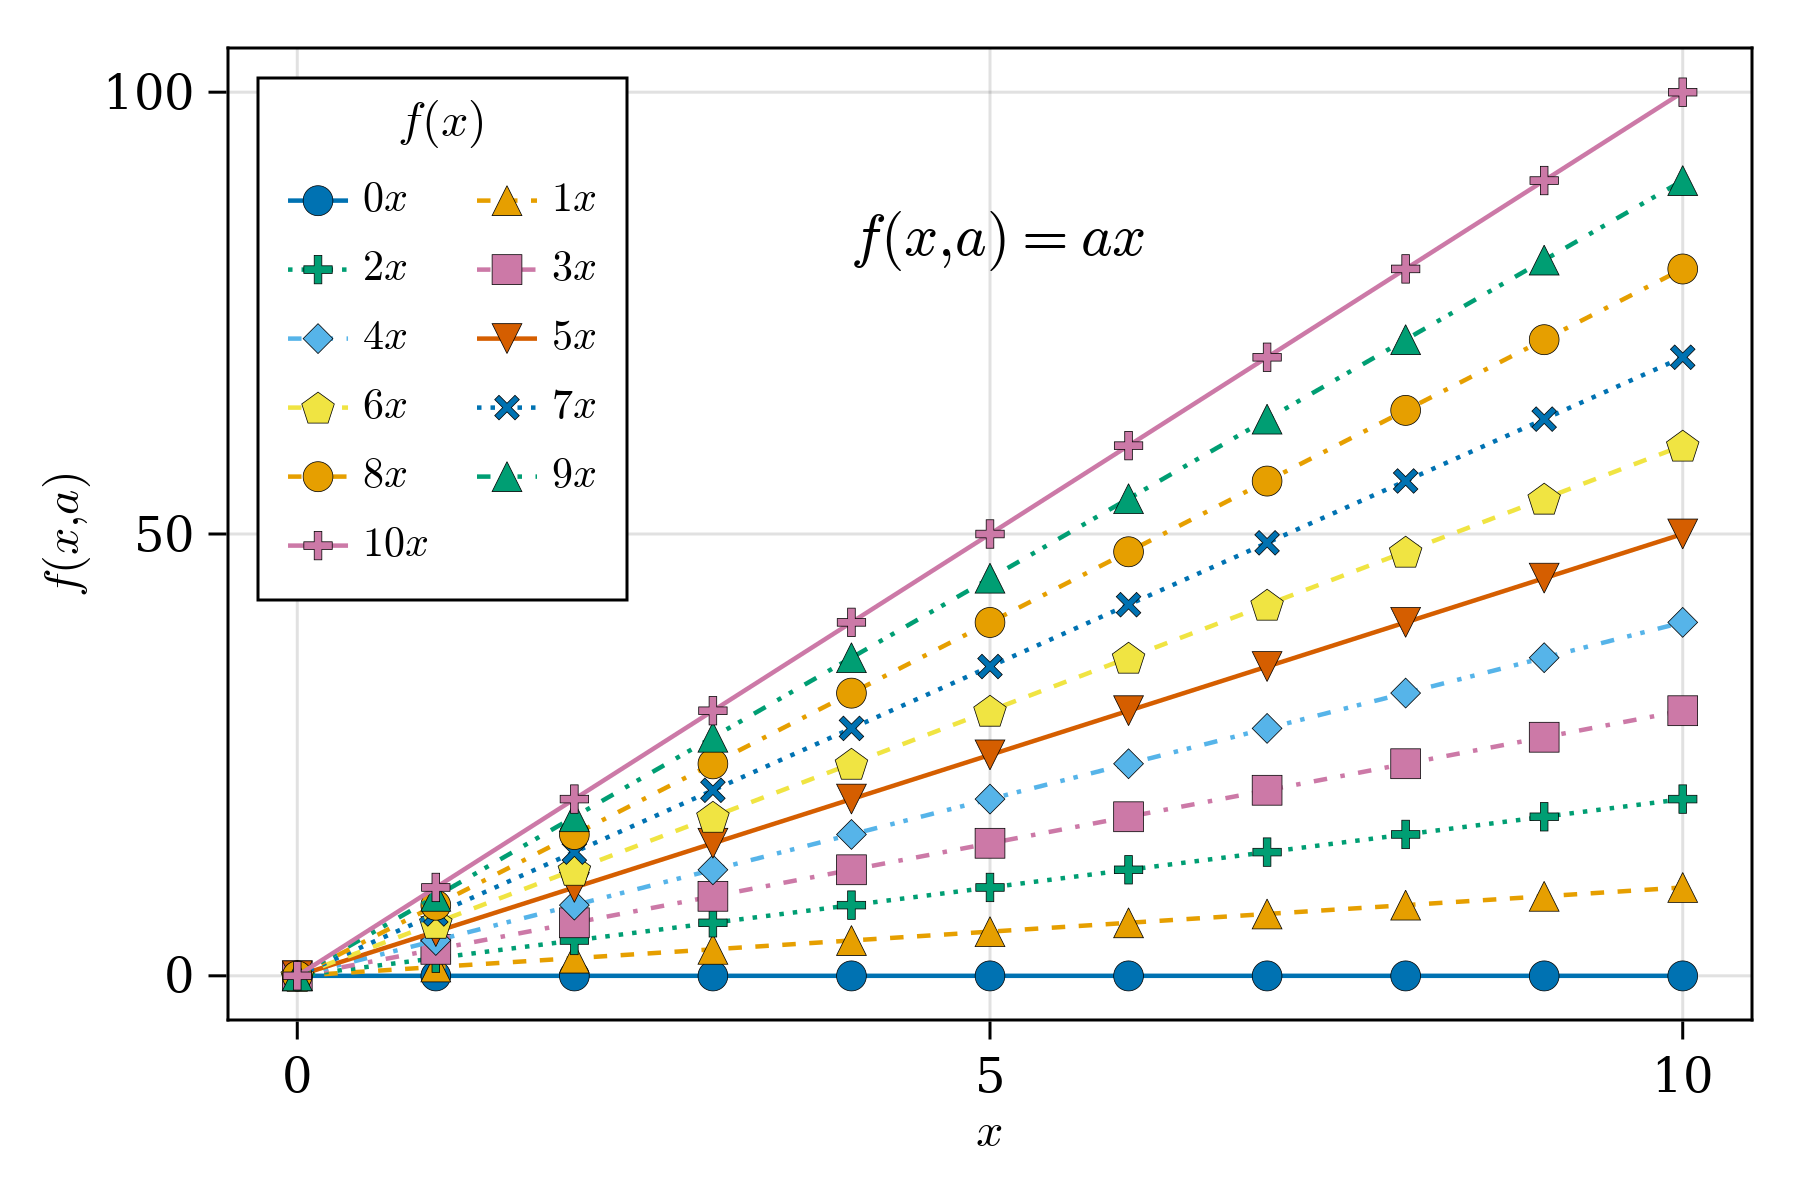 100
f(x)
0x 1x
f(x,a) = ax
2x 3x
4x 5x
6x 7x
8x 9x
10x
50
f(x,a)
0
0 5 10
x